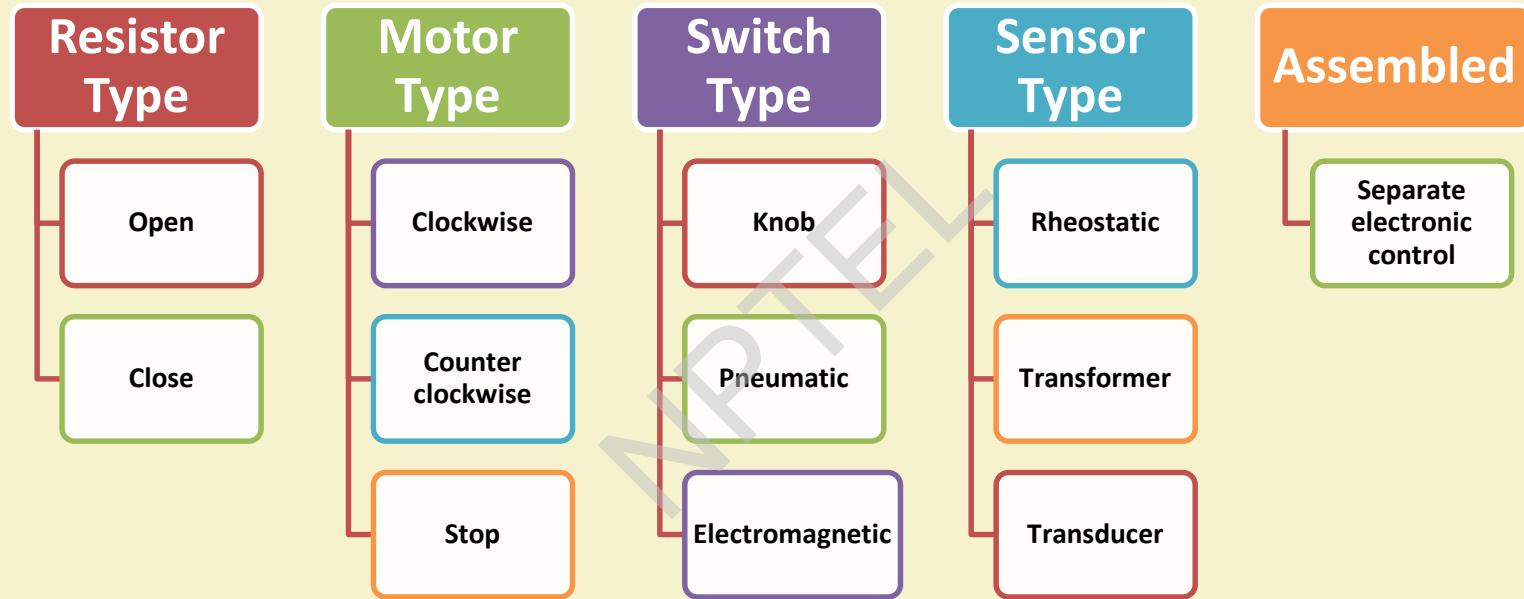 Resistor
Type
Open
Close
Motor
Type
Clockwise
Counter
clockwise
Stop
Switch
Type
Knob
Pneumatic
Electromagnetic
Sensor
Type
Rheostatic
Transformer
Transducer
Assembled
Separate
electronic
control
NPTEL